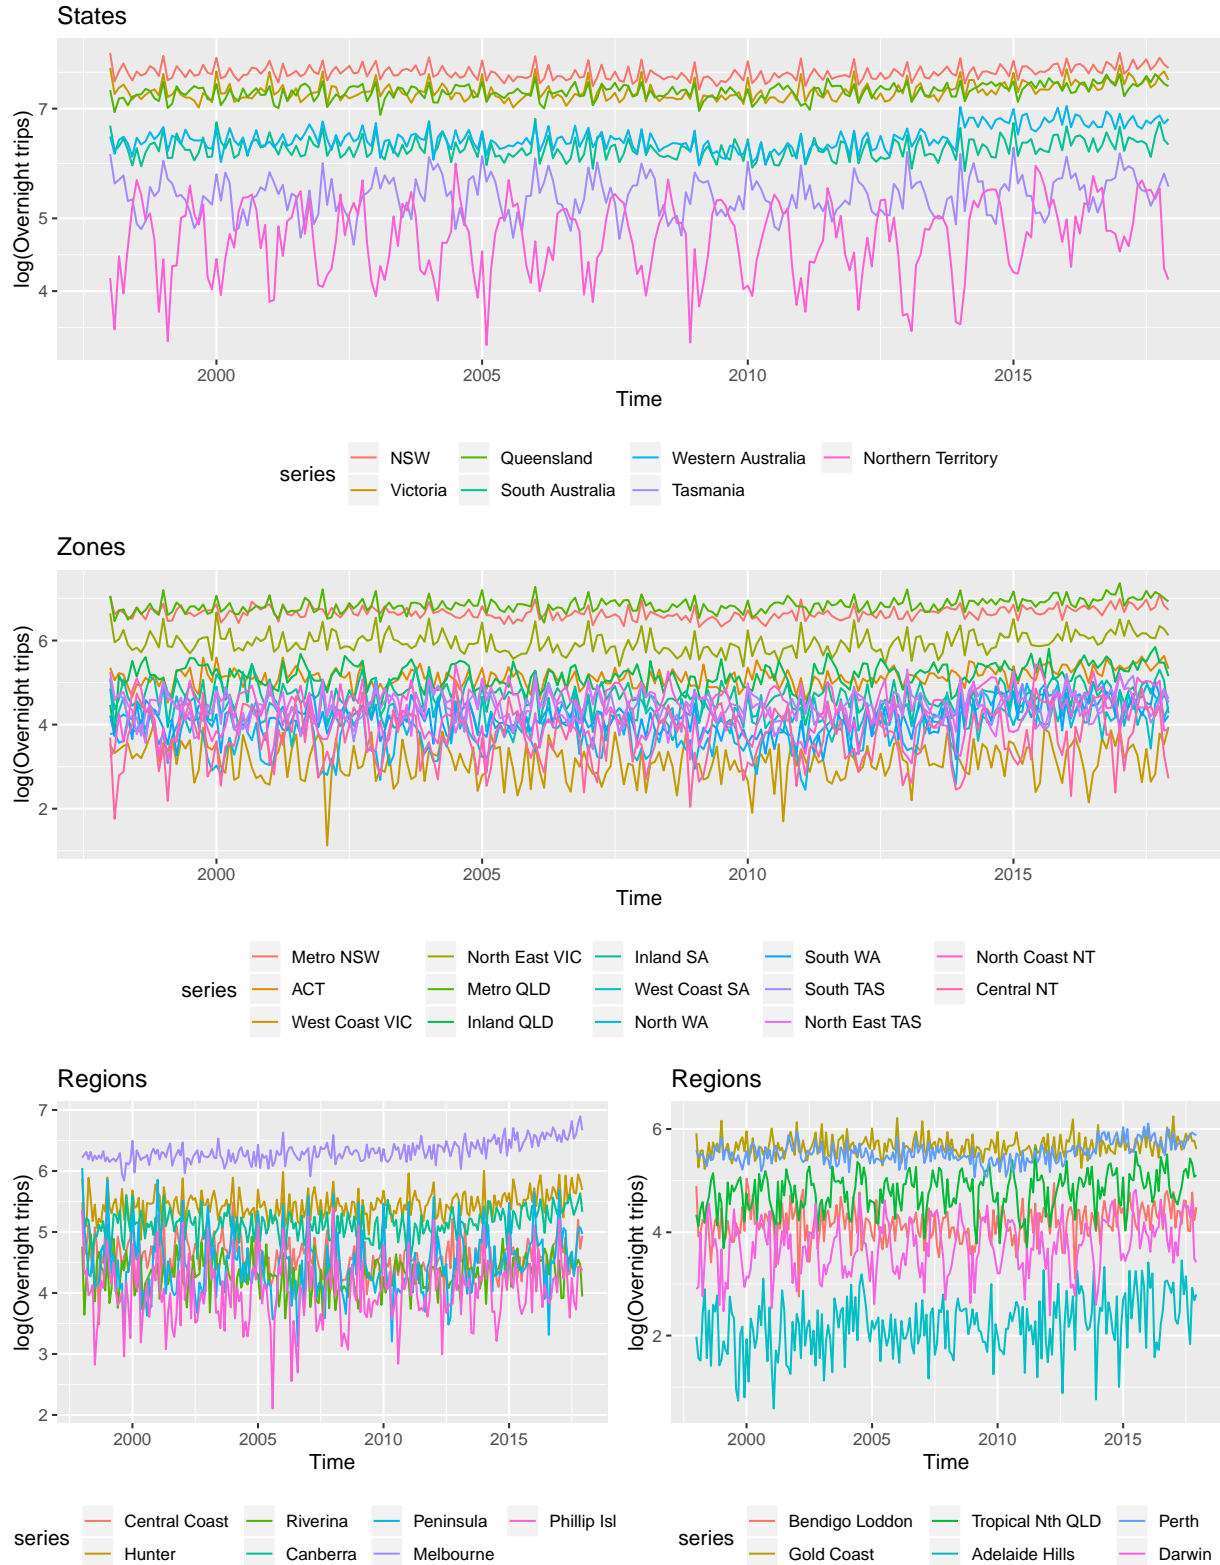 States
log(Overnight trips)
7
5
4
2000 2005 2010 2015
Time
series
NSW Queensland Western Australia Northern Territory
Victoria South Australia Tasmania
Zones
log(Overnight trips)
6
4
2
2000 2005 2010 2015
Time
series
Metro NSW North East VIC Inland SA South WA North Coast NT
ACT Metro QLD West Coast SA South TAS Central NT
West Coast VIC Inland QLD North WA North East TAS
Regions
log(Overnight trips)
7
6
5
4
3
2
2000 2005 2010 2015
Time
series
Central Coast Riverina Peninsula Phillip Isl
Hunter Canberra Melbourne
Regions
log(Overnight trips)
6
4
2
2000 2005 2010 2015
Time
series
Bendigo Loddon Tropical Nth QLD Perth
Gold Coast Adelaide Hills Darwin